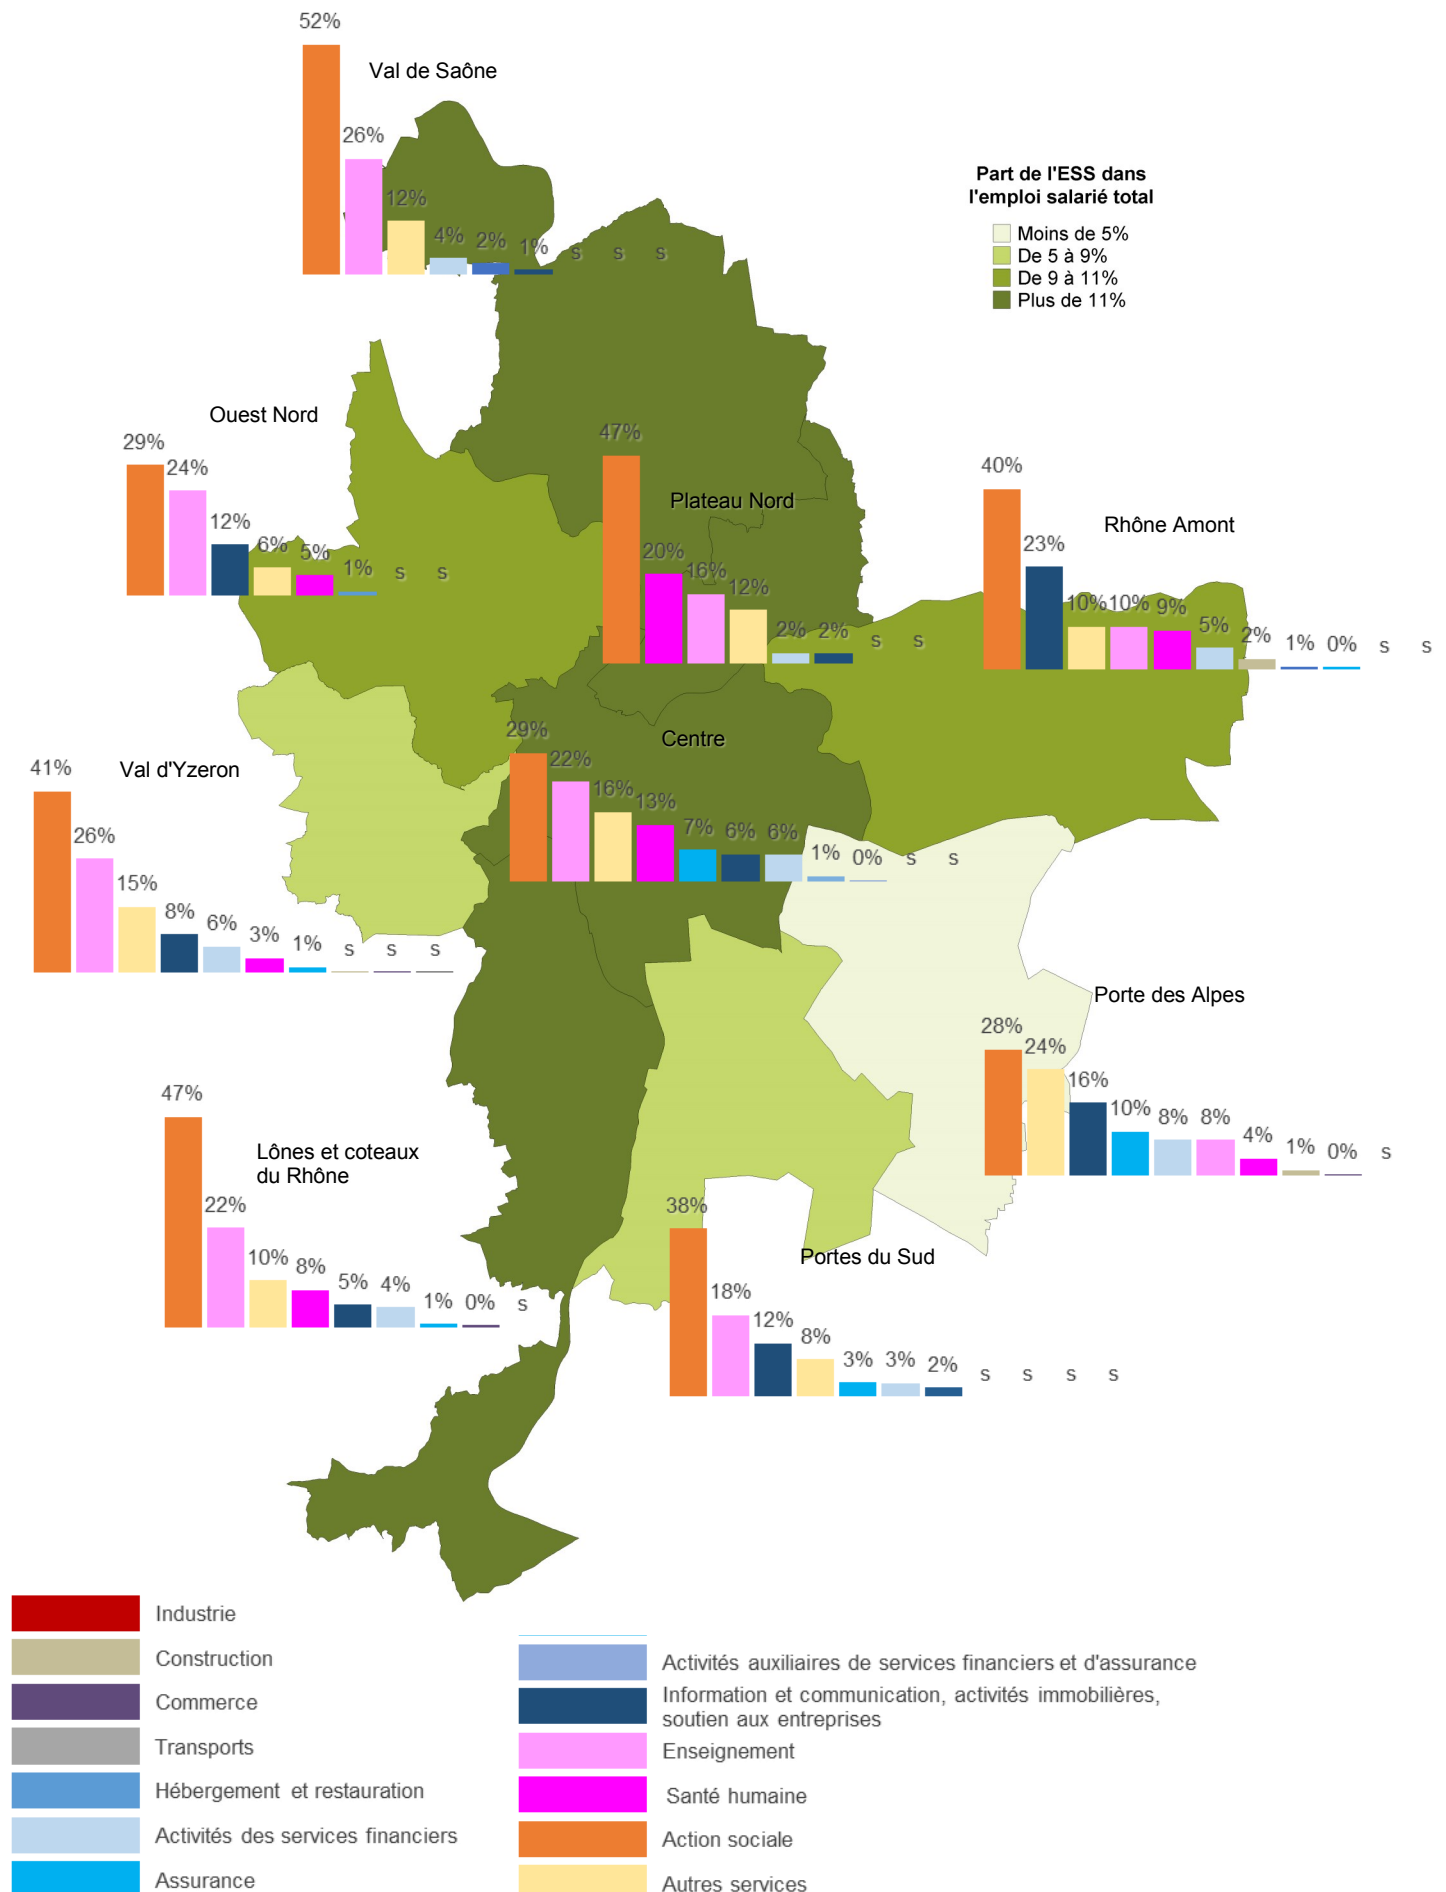 52%
Val de Saône
26%
12%
4%
2%
1%
s
s
s
Part de l'ESS dans
l'emploi salarié total
Moins de 5%
De 5 à 9%
De 9 à 11%
Plus de 11%
Ouest Nord
29%
24%
12%
6%
5%
1%
s
s
47%
Plateau Nord
20%
16%
12%
2%
2%
s
s
40%
Rhône Amont
23%
10%
10%
9%
5%
2%
1%
0%
s
s
Centre
29%
22%
16%
13%
7%
6%
6%
1%
0%
s
s
41%
Val d'Yzeron
26%
15%
8%
6%
3%
1%
s
s
s
Porte des Alpes
28%
24%
16%
10%
8%
8%
4%
1%
0%
s
47%
Lônes et coteaux
du Rhône
22%
10%
8%
5%
4%
1%
0%
s
38%
Portes du Sud
18%
12%
8%
3%
3%
2%
s
s
s
s
Industrie
Construction
Commerce
Transports
Hébergement et restauration
Activités des services financiers
Assurance
Activités auxiliaires de services financiers et d'assurance
Information et communication, activités immobilières,
soutien aux entreprises
Enseignement
Santé humaine
Action sociale
Autres services